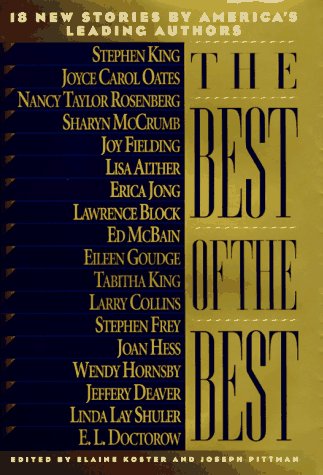 18 NEW STORIES BY AMERICA'S
LEADING AUTHORS
STEPHEN KING
JOYCE CAROL OATES
NANCY TAYLOR ROSENBERG
SHARYN MCCRUMB
JOY FIELDING
LISA ALTHER
ERICA JONG
LAWRENCE BLOCK
ED MCBAIN
EILEEN GOUDGE
TABITHA KING
LARRY COLLINS
STEPHEN FREY
JOAN HESS
WENDY HORNSBY
JEFFERY DEAVER
LINDA LAY SHULER
E. L. DOCTOROW
THE
BEST
OF THE
BEST
EDITED BY ELAINE KOSTER AND JOSEPH PITTMAN